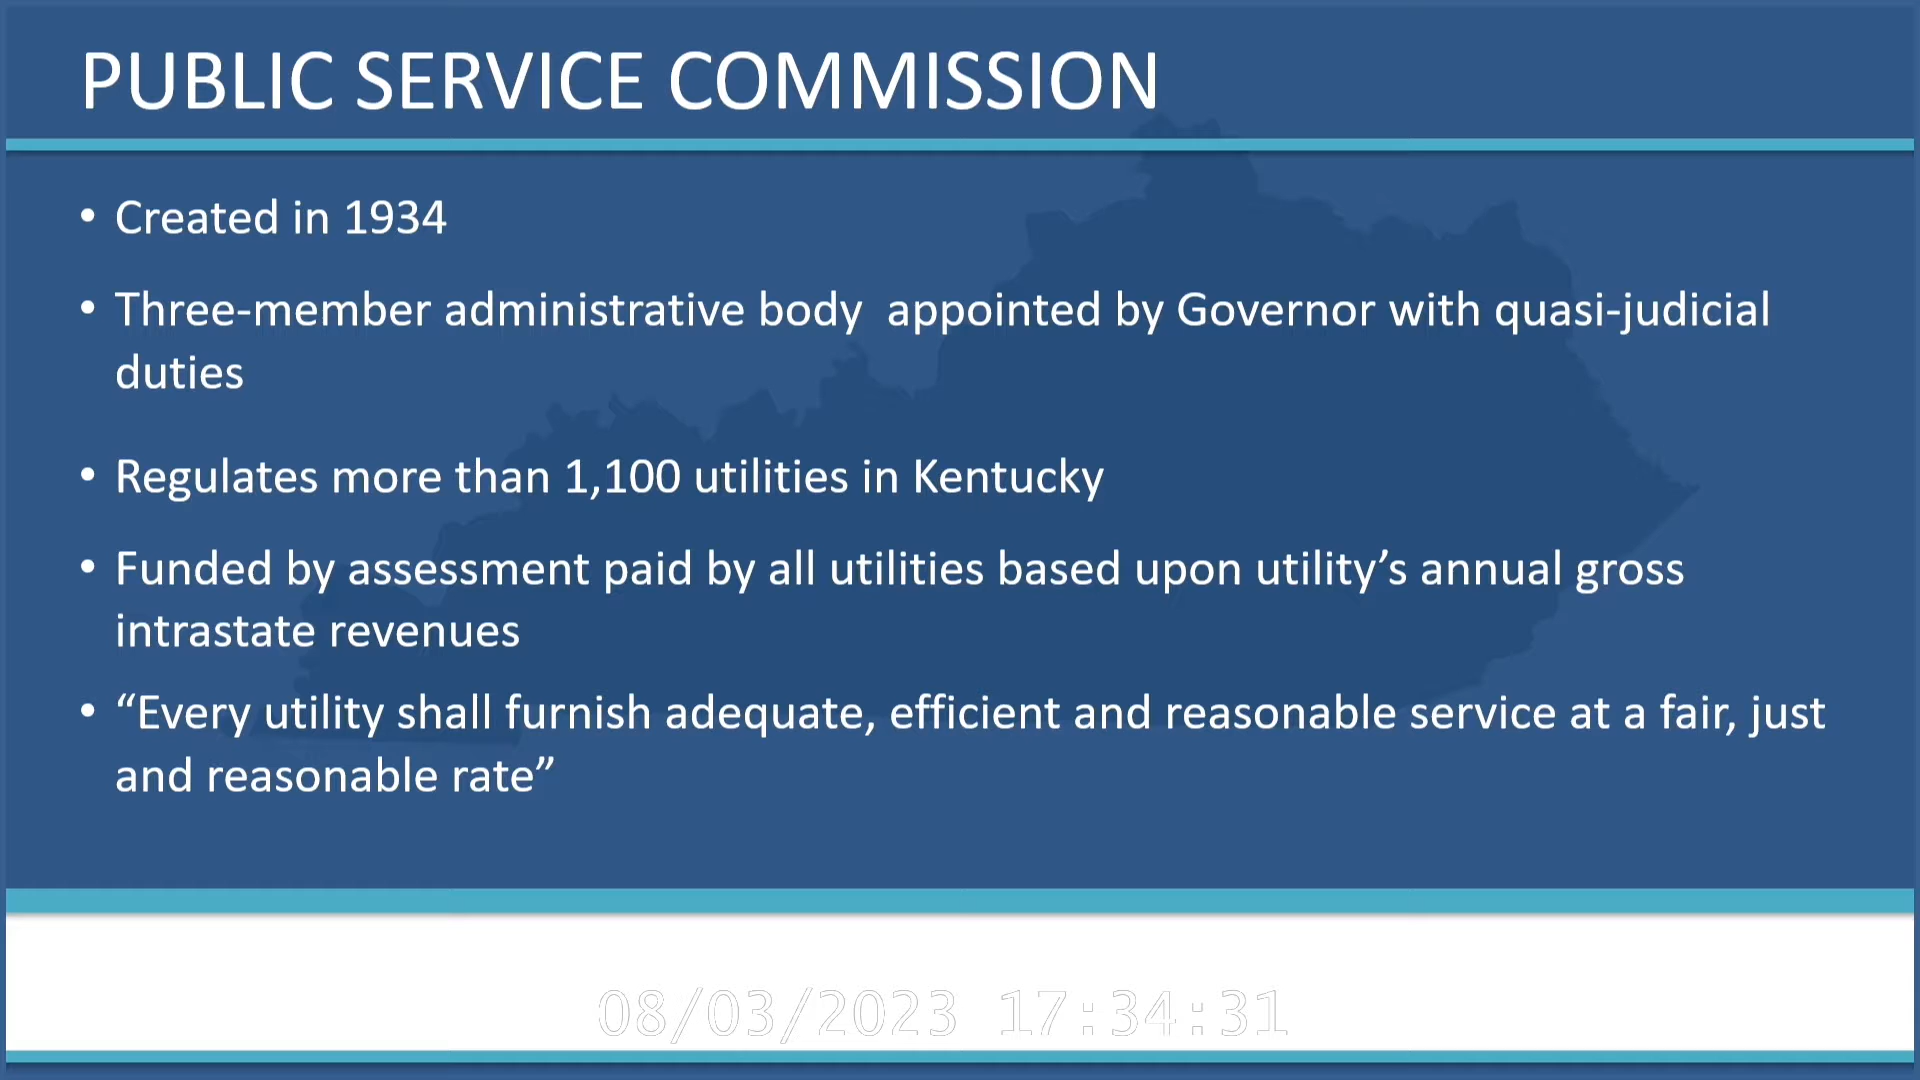 PUBLIC SERVICE COMMISSION
• Created in 1934
• Three-member administrative body  appointed by Governor with quasi-judicial
duties
• Regulates more than 1,100 utilities in Kentucky
• Funded by assessment paid by all utilities based upon utility’s annual gross
intrastate revenues
• “Every utility shall furnish adequate, efficient and reasonable service at a fair, just
and reasonable rate”
08/03/2023 17:34:31